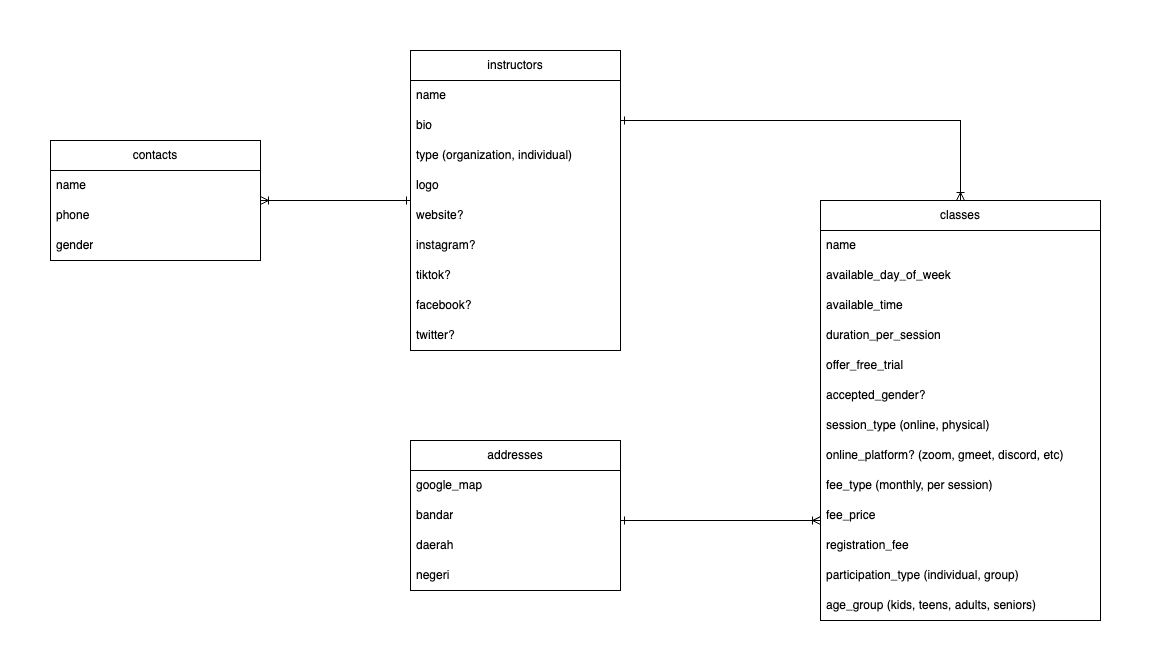 contacts
name
phone
gender
instructors
name
bio
type (organization, individual)
logo
website?
instagram?
tiktok?
facebook?
twitter?
addresses
google_map
bandar
daerah
negeri
classes
name
available_day_of_week
available_time
duration_per_session
offer_free_trial
accepted_gender?
session_type (online, physical)
online_platform? (zoom, gmeet, discord, etc)
fee_type (monthly, per session)
fee_price
registration_fee
participation_type (individual, group)
age_group (kids, teens, adults, seniors)